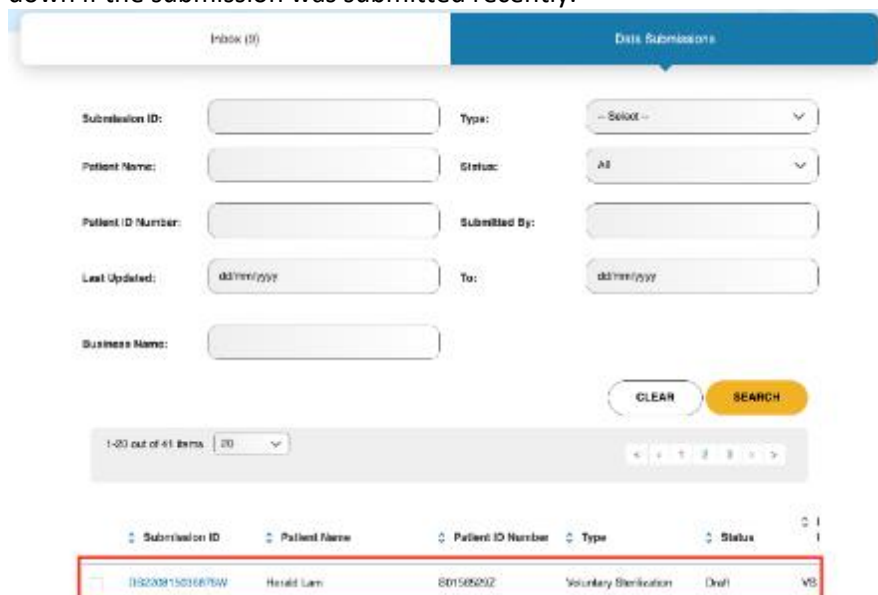 down if the submission was submitted recently.
Inbox (9)
Data Submissions
Submission ID:
Type:
-- Select --
Patient Name:
Status:
All
Patient ID Number:
Submitted By:
Last Updated:
dd/mm/yyyy
To:
dd/mm/yyyy
Business Name:
CLEAR
SEARCH
1-20 out of 41 items
20
« ‹ 1 2 3 › »
Submission ID
Patient Name
Patient ID Number
Type
Status
Herald Lam
Voluntary Sterilization
Draft
VS